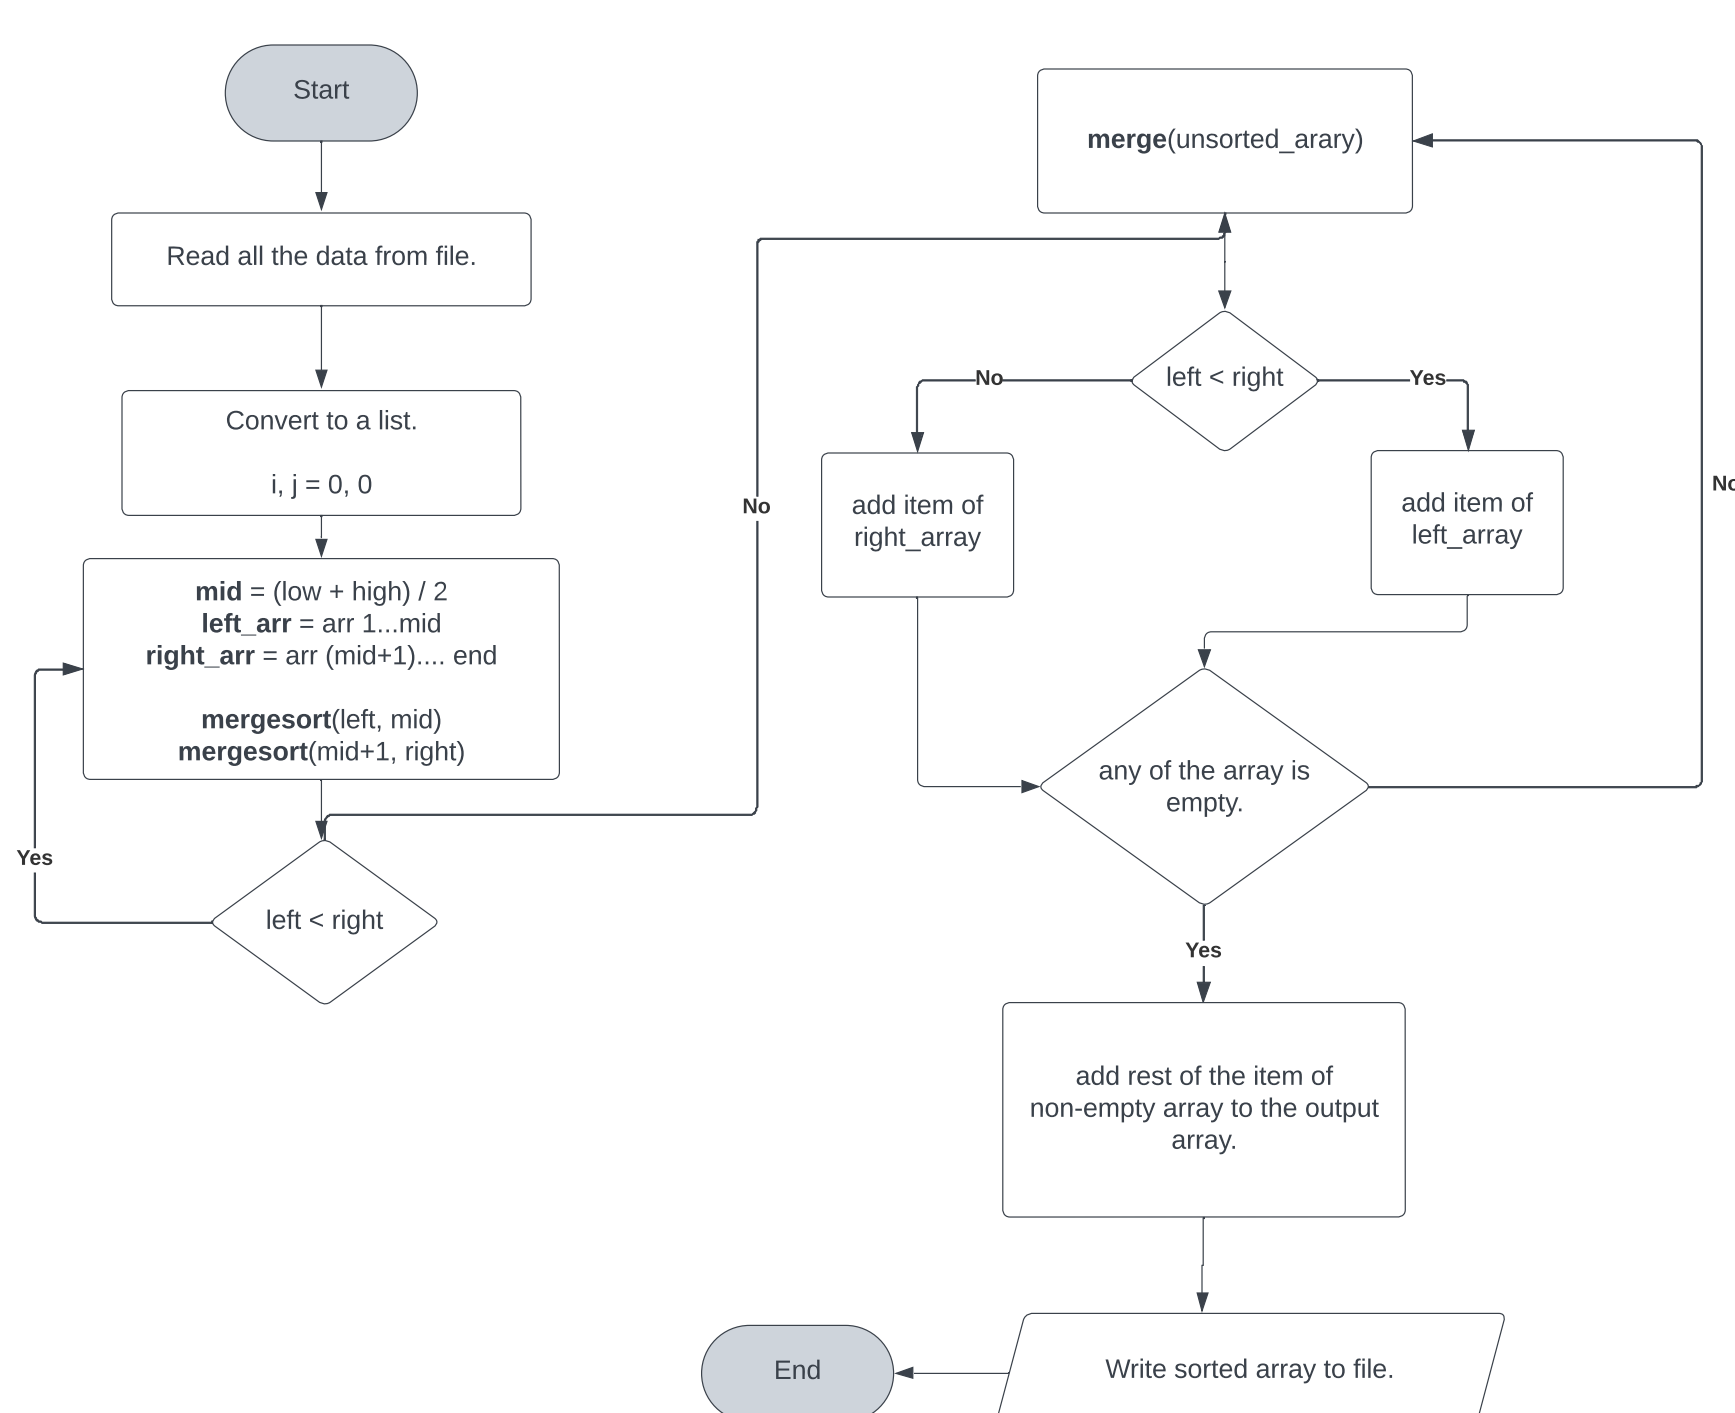 Start
Read all the data from file.
Convert to a list.
i, j = 0, 0
mid = (low + high) / 2
left_arr = arr 1...mid
right_arr = arr (mid+1).... end
mergesort(left, mid)
mergesort(mid+1, right)
Yes
left < right
No
merge(unsorted_arary)
left < right
No
Yes
add item of
right_array
add item of
left_array
No
any of the array is
empty.
Yes
add rest of the item of
non-empty array to the output
array.
Write sorted array to file.
End